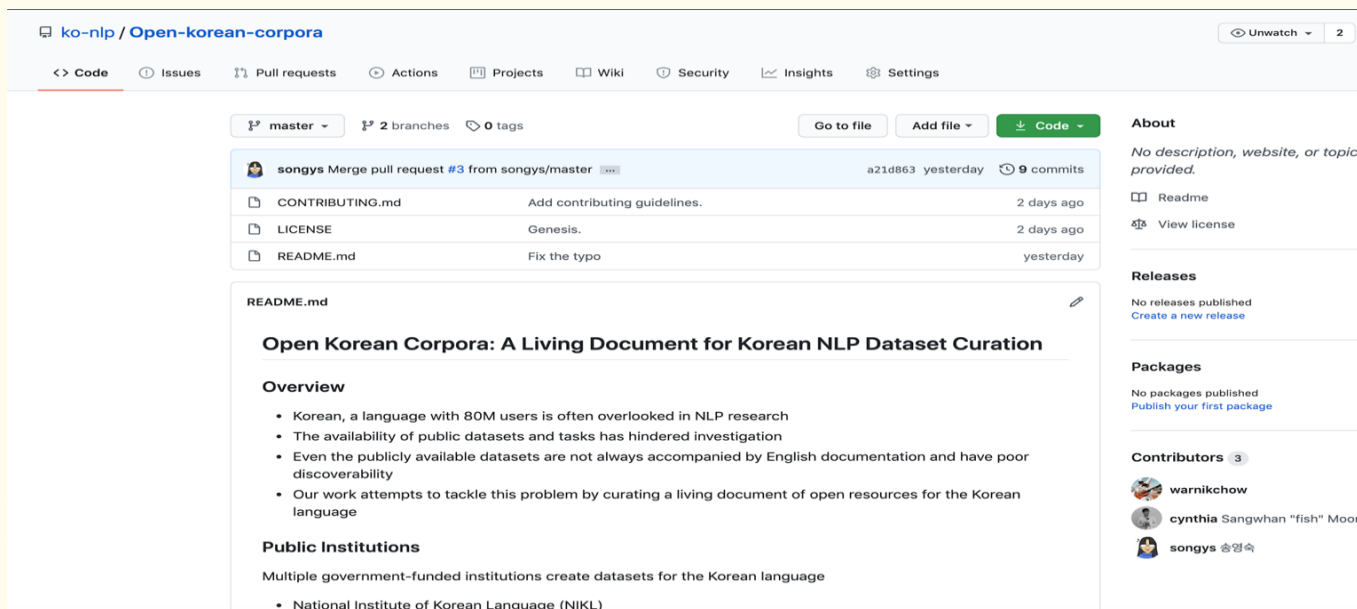 ko-nlp / Open-korean-corpora
Unwatch 2
Code Issues Pull requests Actions Projects Wiki Security Insights Settings
master 2 branches 0 tags Go to file Add file Code
songys Merge pull request #3 from songys/master ... a21d863 yesterday 9 commits
CONTRIBUTING.md Add contributing guidelines. 2 days ago
LICENSE Genesis. 2 days ago
README.md Fix the typo yesterday
README.md
Open Korean Corpora: A Living Document for Korean NLP Dataset Curation
Overview
• Korean, a language with 80M users is often overlooked in NLP research
• The availability of public datasets and tasks has hindered investigation
• Even the publicly available datasets are not always accompanied by English documentation and have poor
discoverability
• Our work attempts to tackle this problem by curating a living document of open resources for the Korean
language
Public Institutions
Multiple government-funded institutions create datasets for the Korean language
• National Institute of Korean Language (NIKL)
About
No description, website, or topic
provided.
Readme
View license
Releases
No releases published
Create a new release
Packages
No packages published
Publish your first package
Contributors 3
warnikchow
cynthia Sangwhan "fish" Moon
songys 송영숙